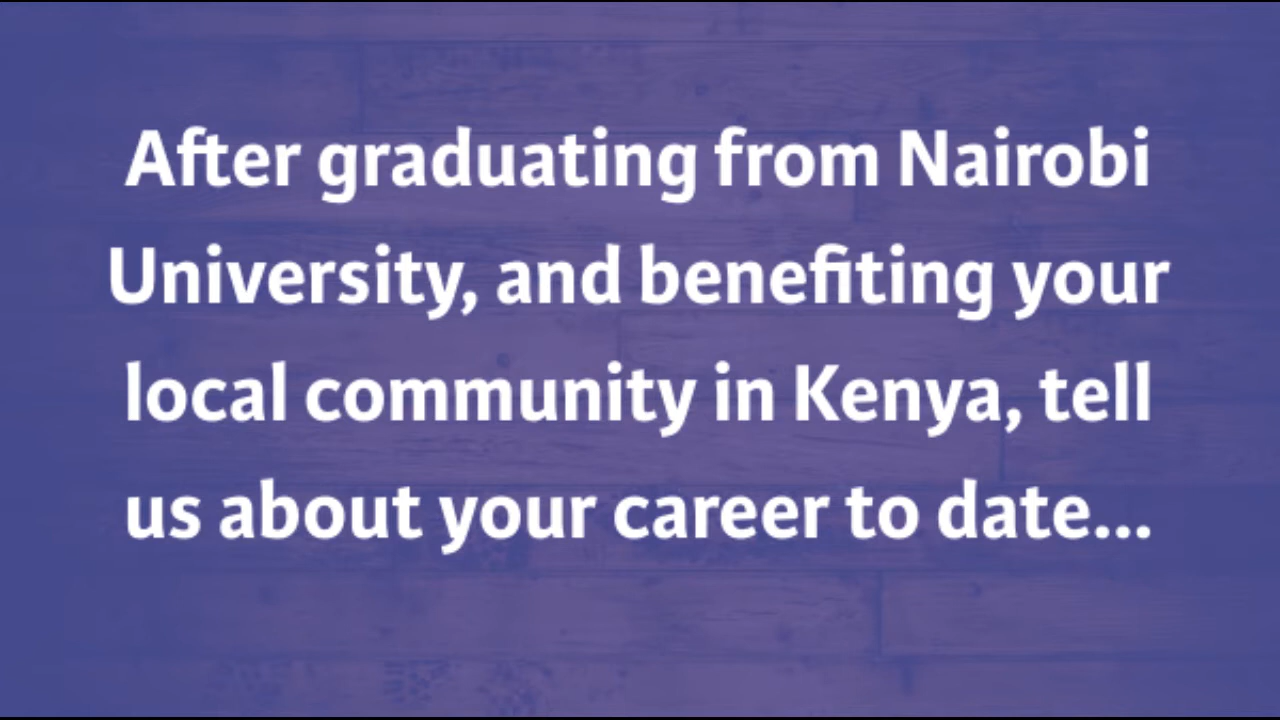 After graduating from Nairobi
University, and benefiting your
local community in Kenya, tell
us about your career to date...